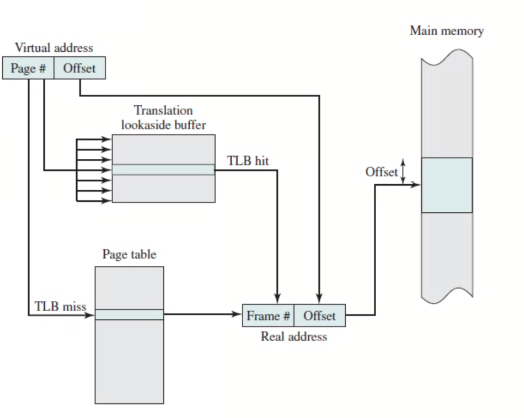 Main memory
Virtual address
Page # Offset
Translation
lookaside buffer
TLB hit
Offset
Page table
TLB miss
Frame # Offset
Real address